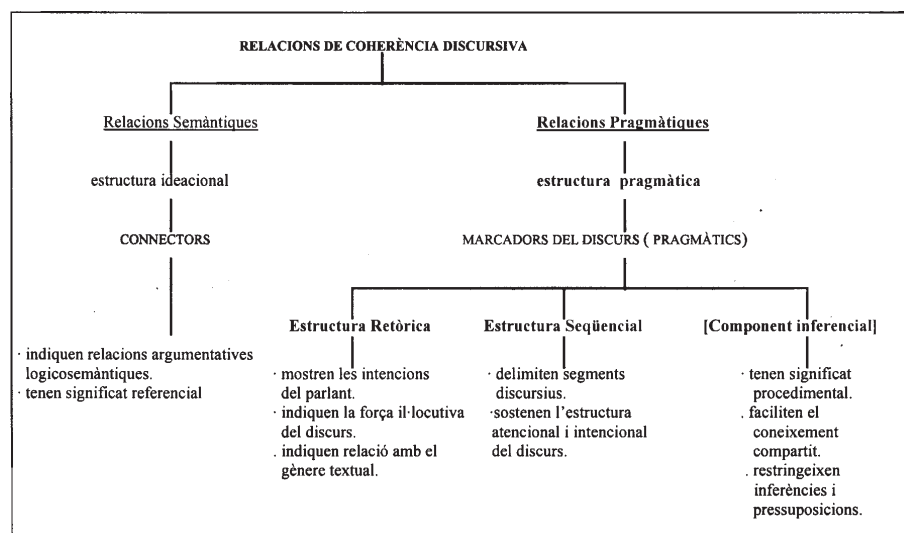 RELACIONS DE COHERÈNCIA DISCURSIVA
Relacions Semàntiques
Relacions Pragmàtiques
estructura ideacional
estructura pragmàtica
CONNECTORS
MARCADORS DEL DISCURS ( PRAGMÀTICS)
· indiquen relacions argumentatives
logicosemàntiques.
· tenen significat referencial
Estructura Retòrica
· mostren les intencions
del parlant.
· indiquen la força il·locutiva
del discurs.
. indiquen relació amb el
gènere textual.
Estructura Seqüencial
· delimiten segments
discursius.
·sostenen l'estructura
atencional i intencional
del discurs.
[Component inferencial]
· tenen significat
procedimental.
. faciliten el
coneixement
compartit.
· restringeixen
inferències i
pressuposicions.